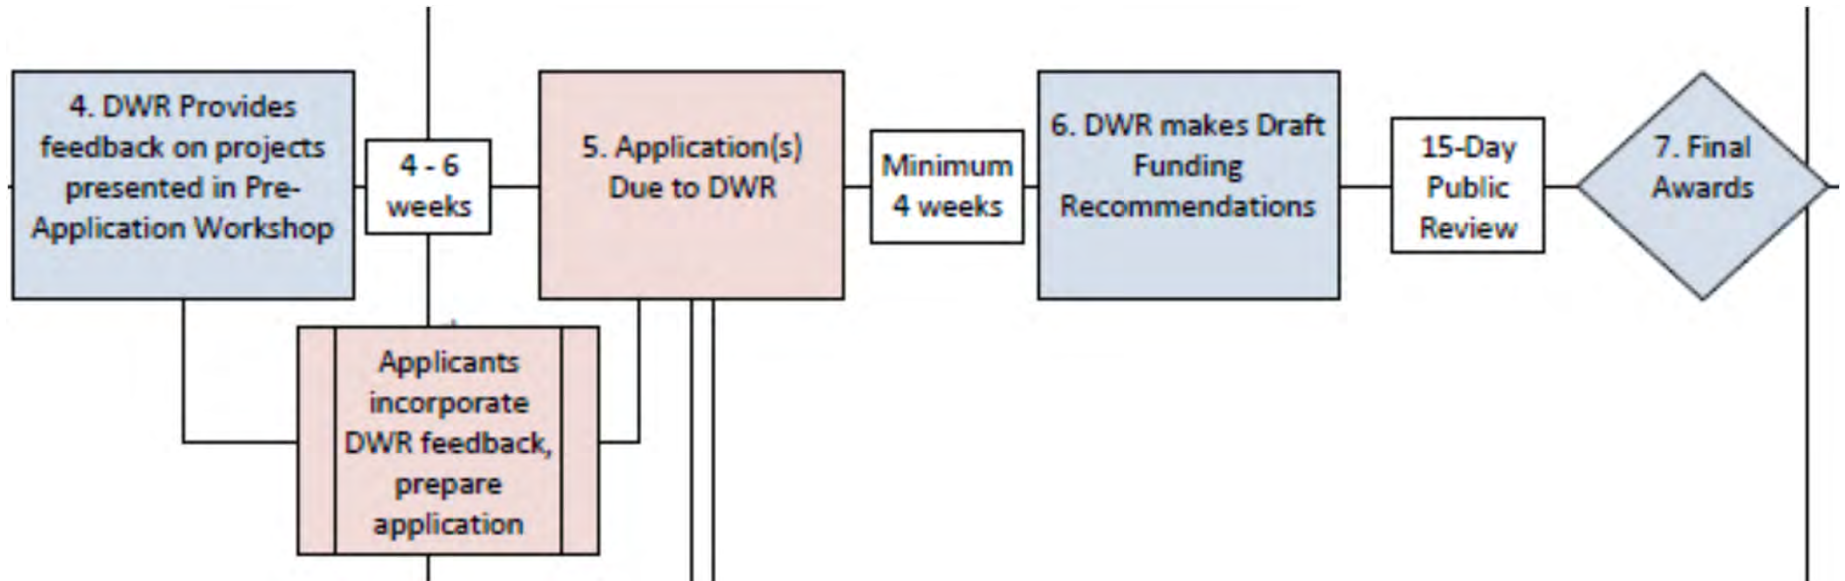 4. DWR Provides
feedback on projects
presented in Pre-
Application Workshop
4 - 6
weeks
5. Application(s)
Due to DWR
Minimum
4 weeks
6. DWR makes Draft
Funding
Recommendations
15-Day
Public
Review
7. Final
Awards
Applicants
incorporate
DWR feedback,
prepare
application